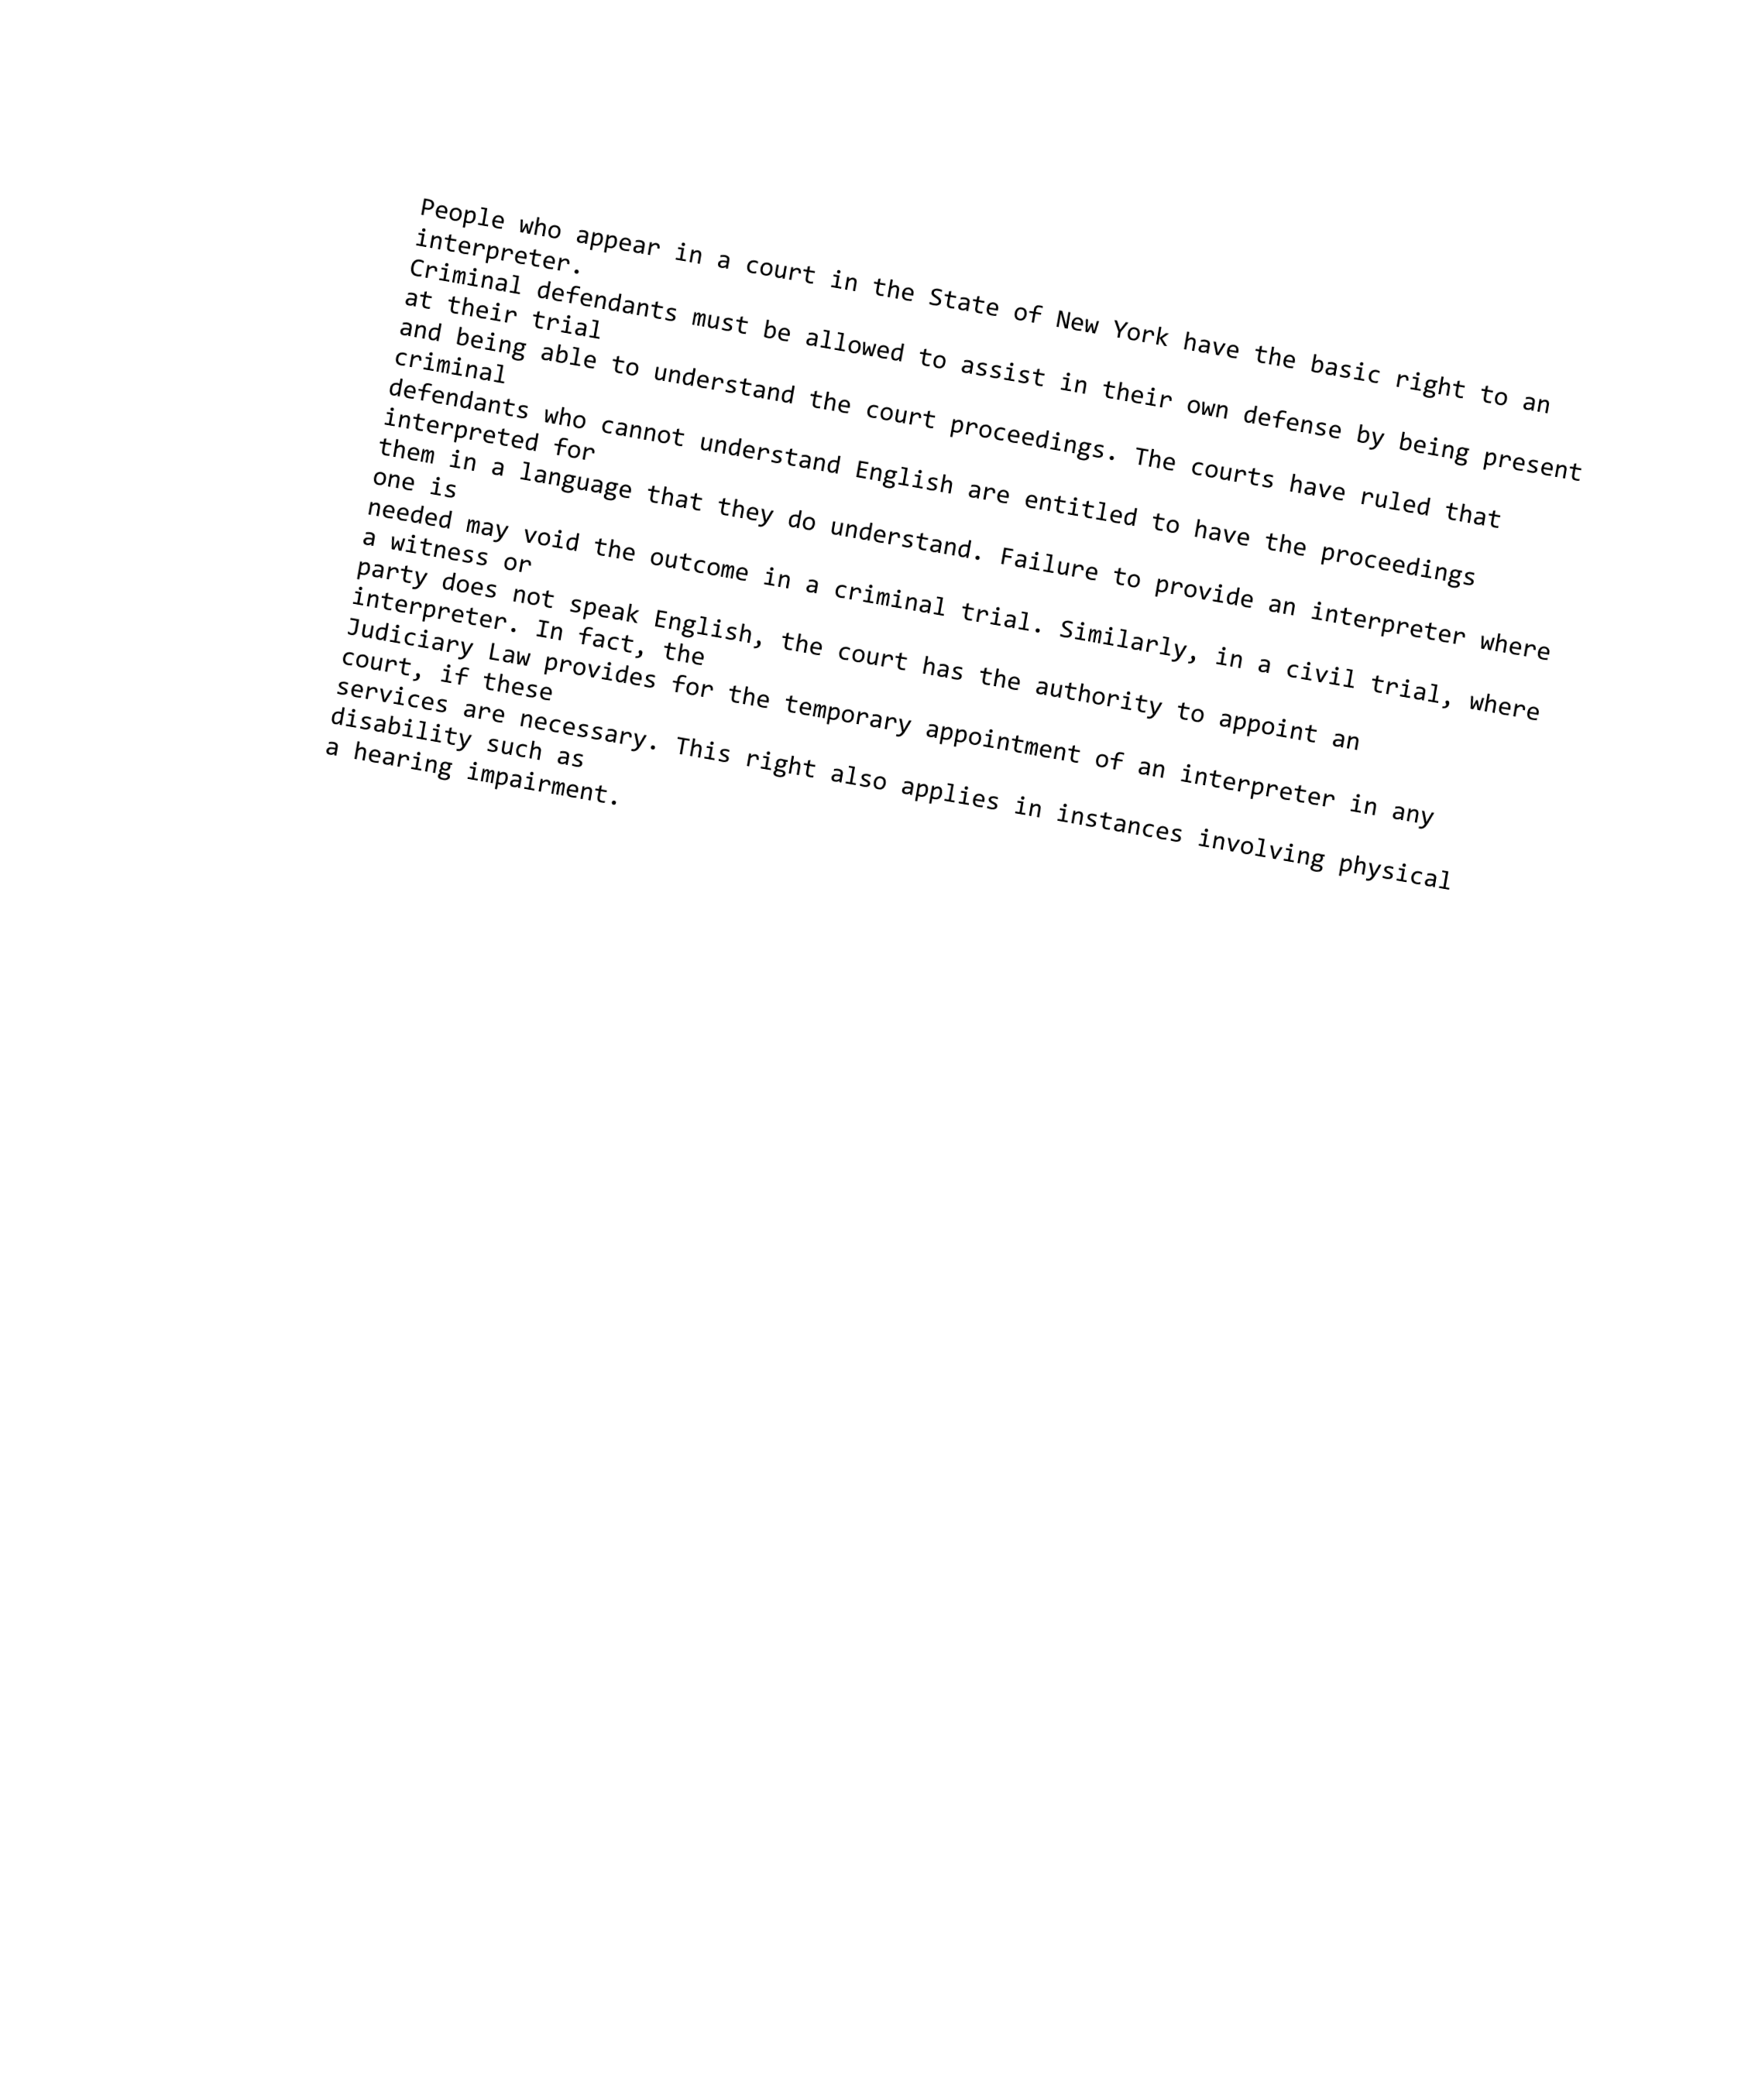 People who appear in a court in the State of New York have the basic right to an
interpreter.
Criminal defendants must be allowed to assist in their own defense by being present
at their trial
and being able to understand the court proceedings. The courts have ruled that
criminal
defendants who cannot understand English are entitled to have the proceedings
interpreted for
them in a language that they do understand. Failure to provide an interpreter where
one is
needed may void the outcome in a criminal trial. Similarly, in a civil trial, where
a witness or
party does not speak English, the court has the authority to appoint an
interpreter. In fact, the
Judiciary Law provides for the temporary appointment of an interpreter in any
court, if these
services are necessary. This right also applies in instances involving physical
disability such as
a hearing impairment.